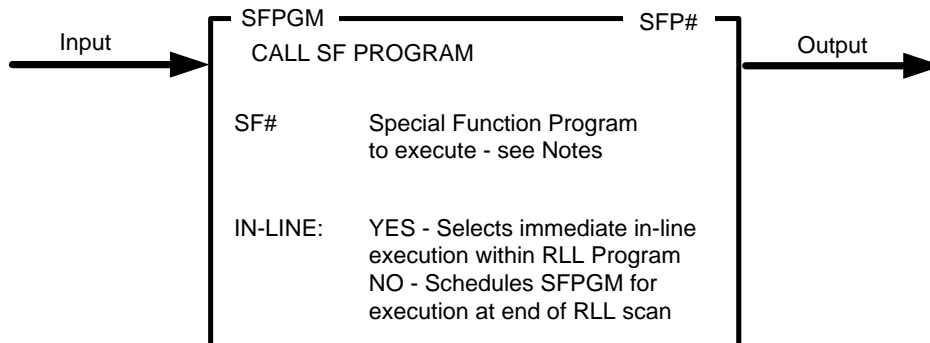 SFPGM SFP#
Input
CALL SF PROGRAM
Output
SF# Special Function Program
to execute - see Notes
IN-LINE: YES - Selects immediate in-line
execution within RLL Program
NO - Schedules SFPGM for
execution at end of RLL scan